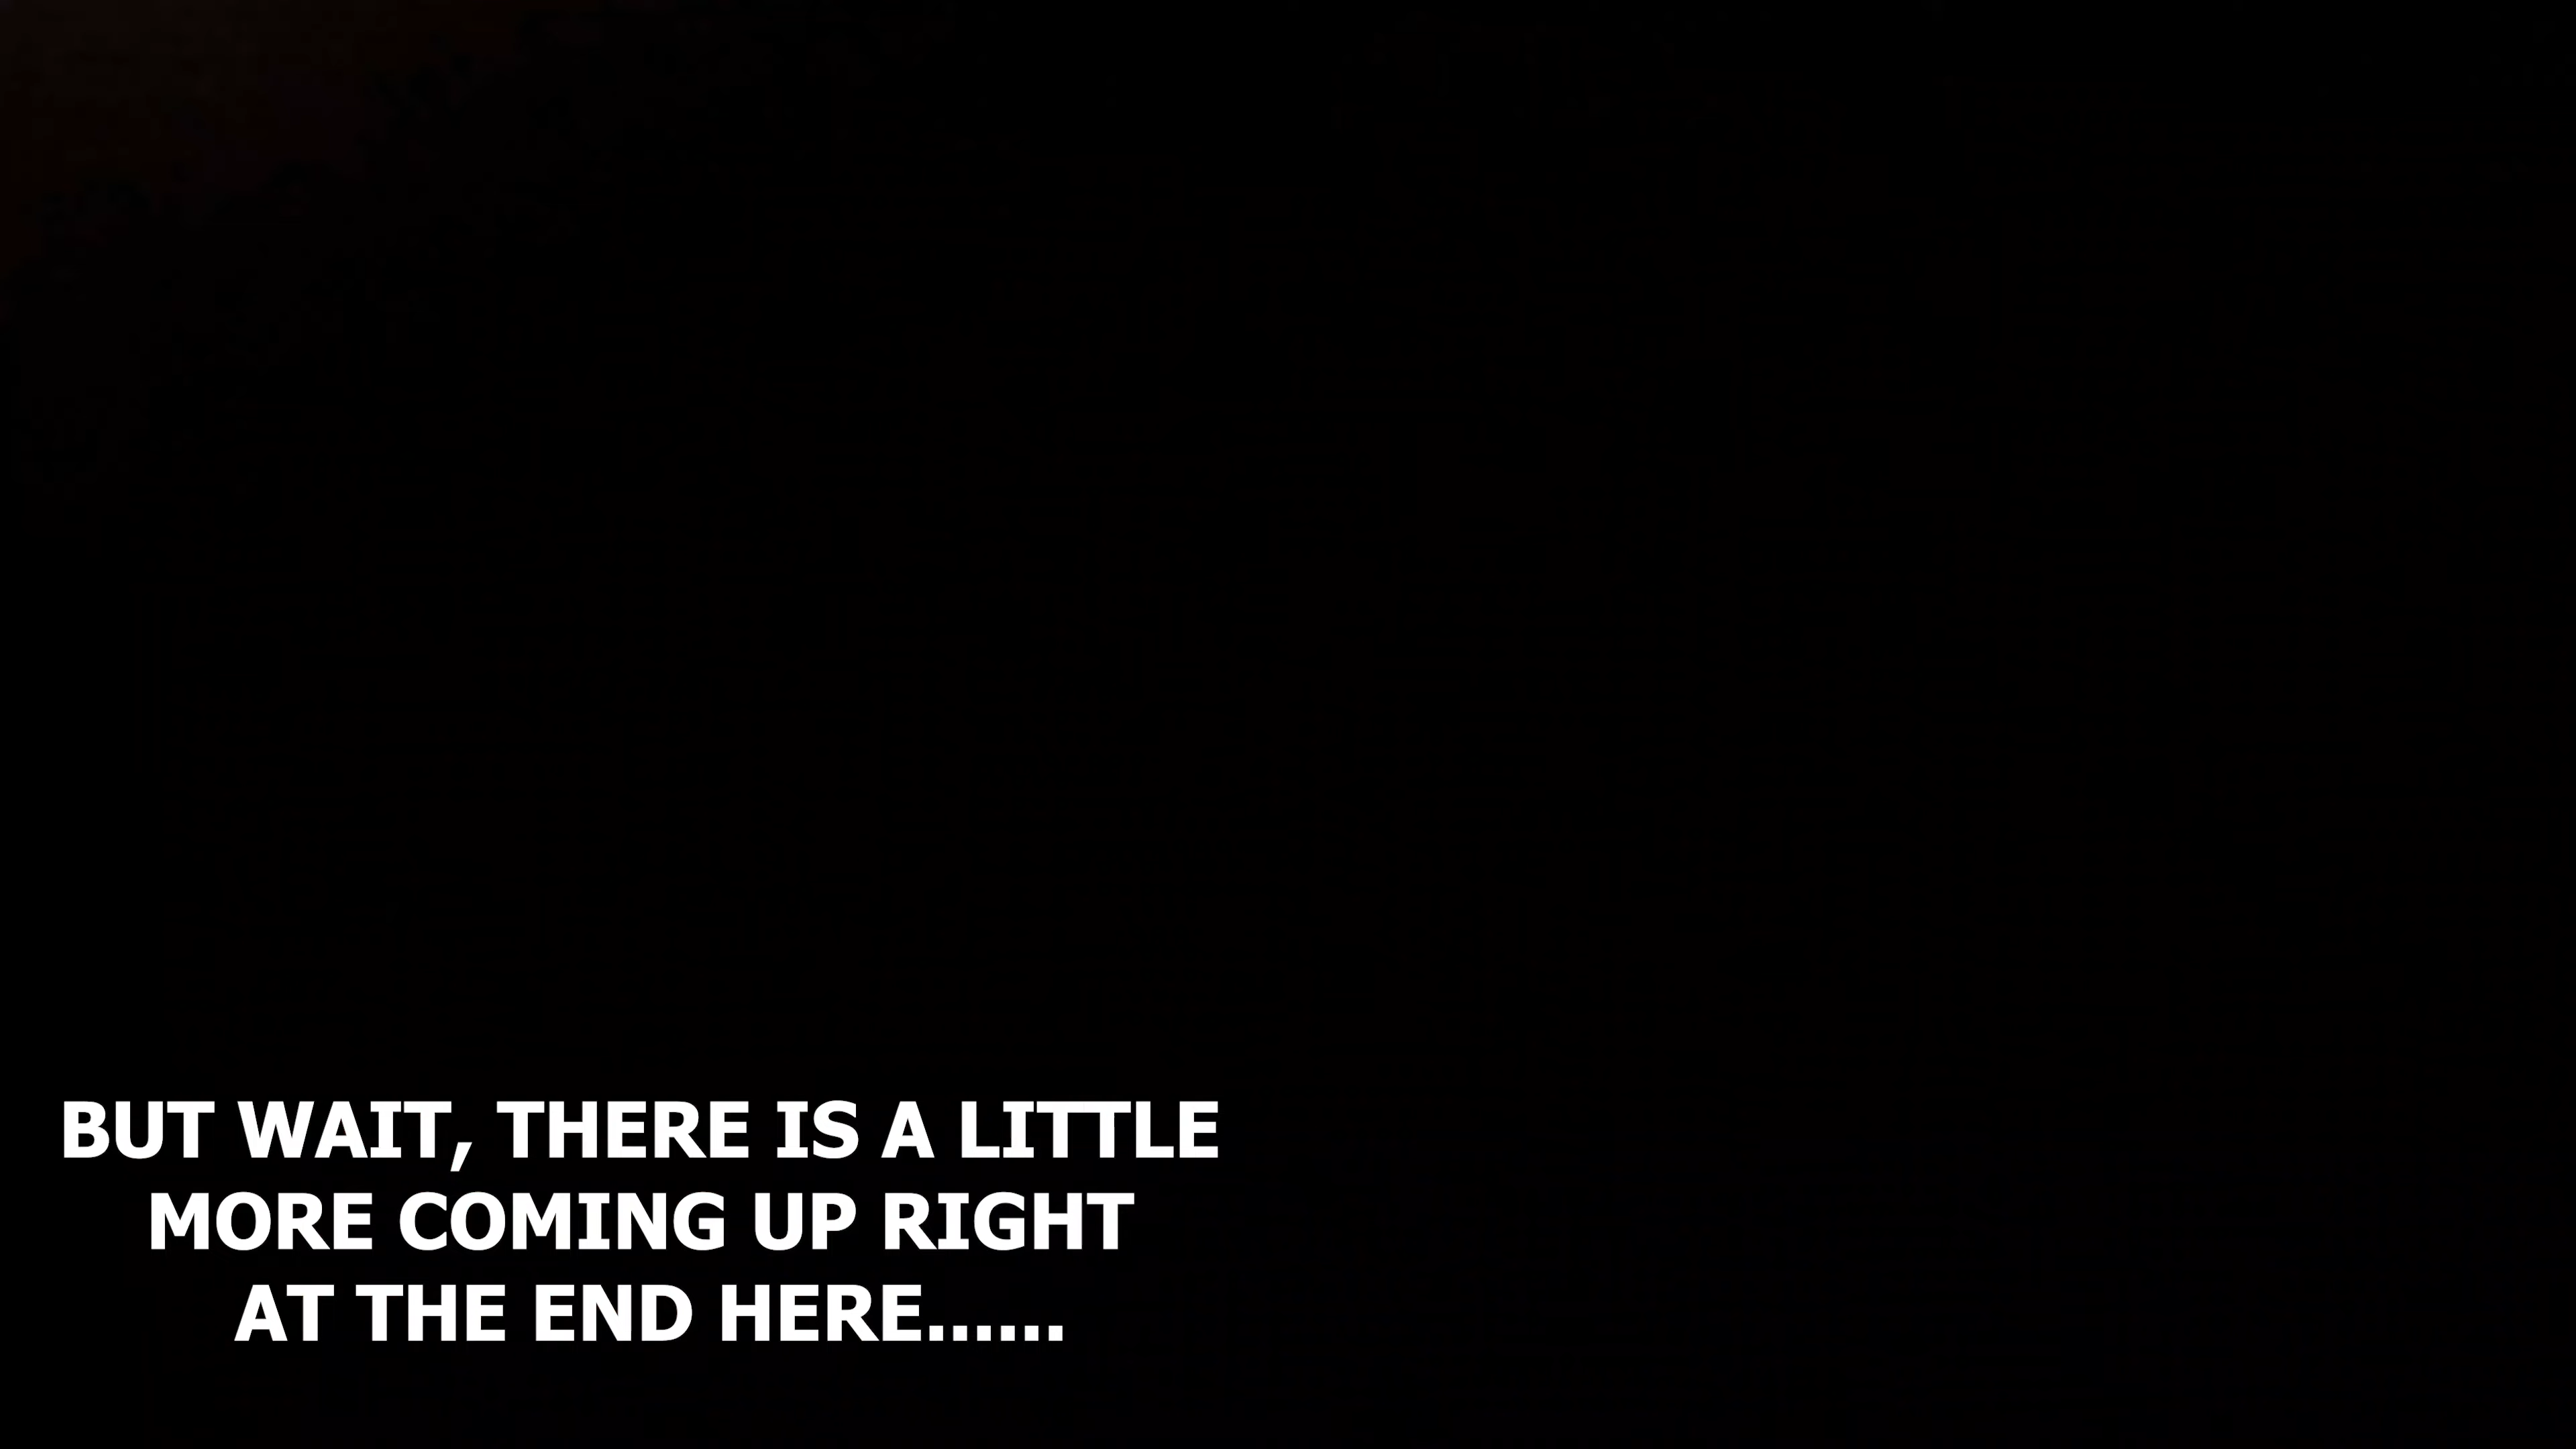 BUT WAIT, THERE IS A LITTLE
MORE COMING UP RIGHT
AT THE END HERE......